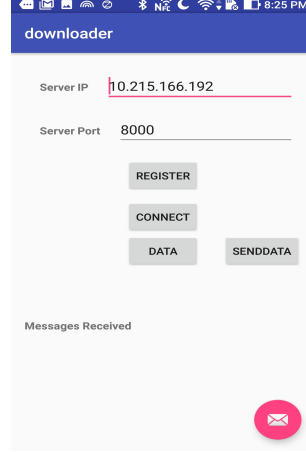 8:25 PM
downloader
Server IP 10.215.166.192
Server Port 8000
REGISTER
CONNECT
DATA SENDDATA
Messages Received